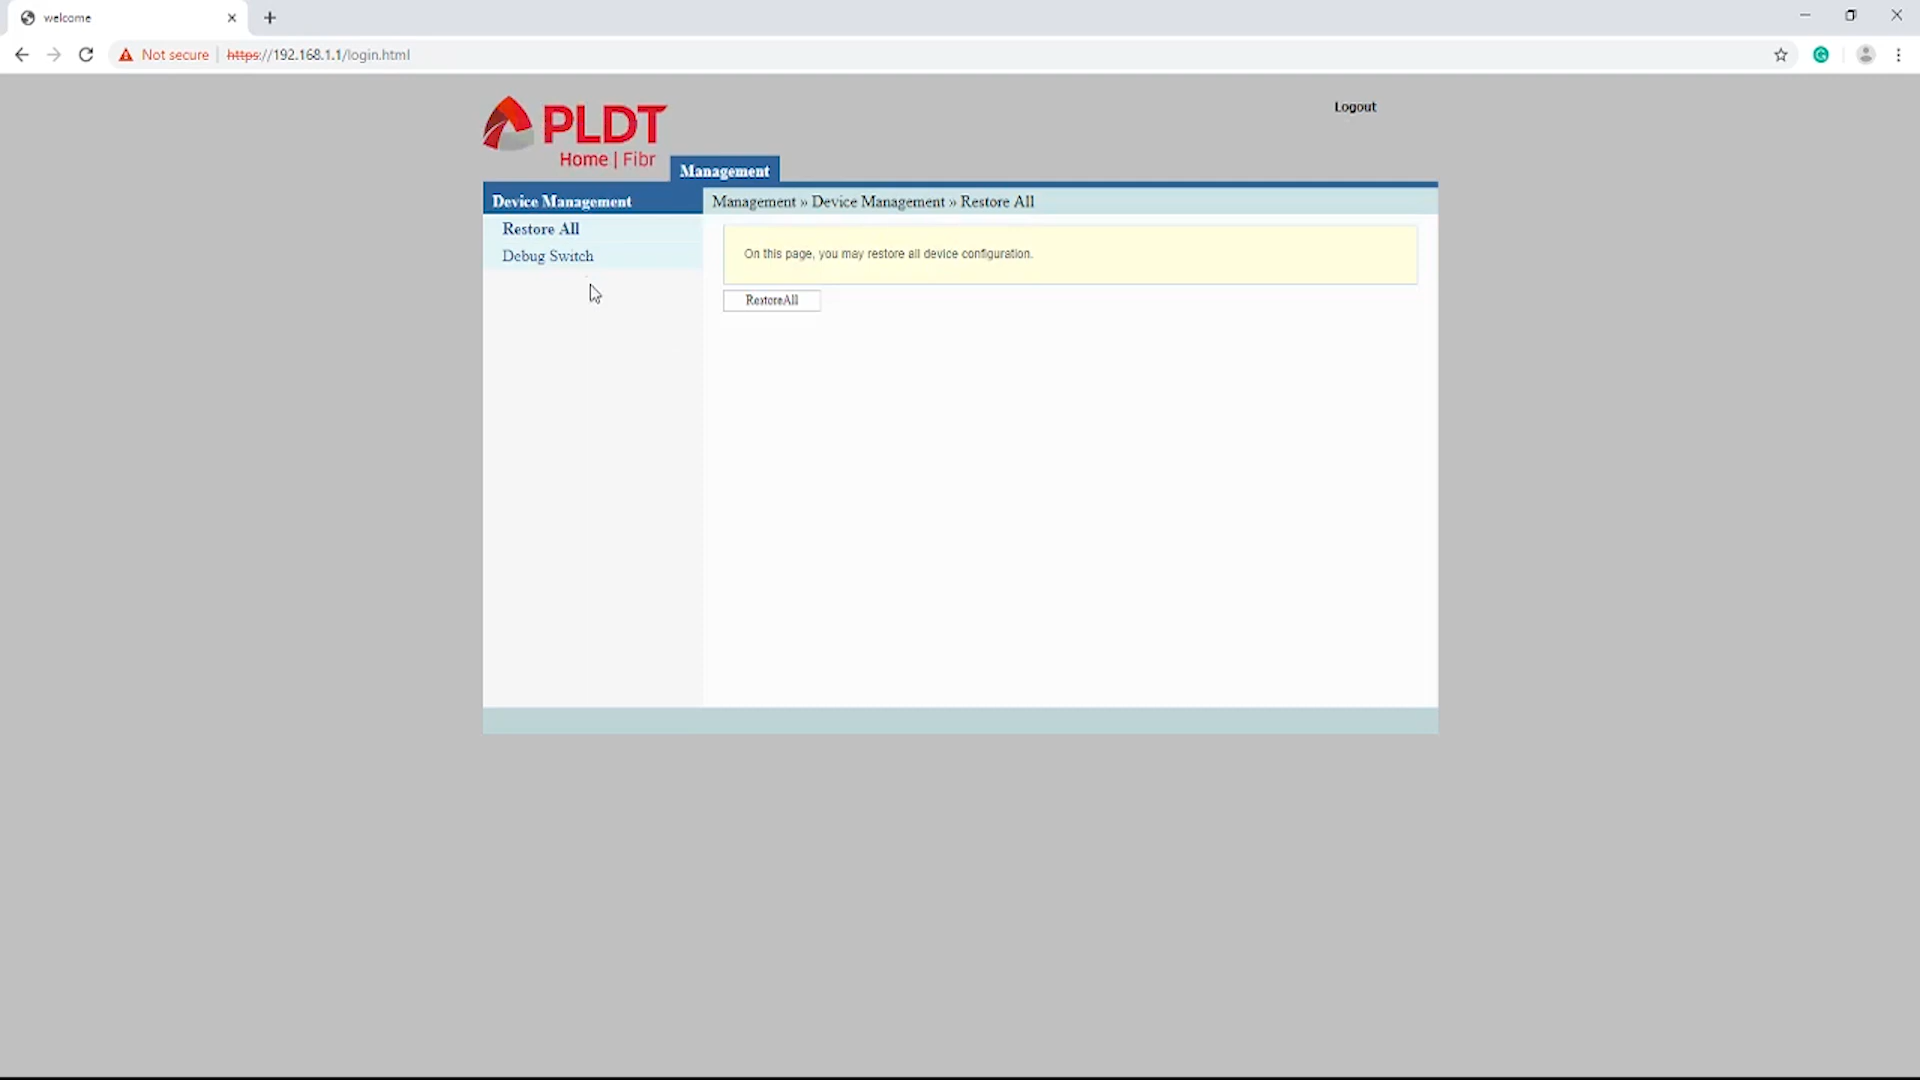 welcome
Not secure https://192.168.1.1/login.html
PLDT
Home | Fibr
Logout
Management
Device Management
Restore All
Debug Switch
Management » Device Management » Restore All
On this page, you may restore all device configuration.
RestoreAll